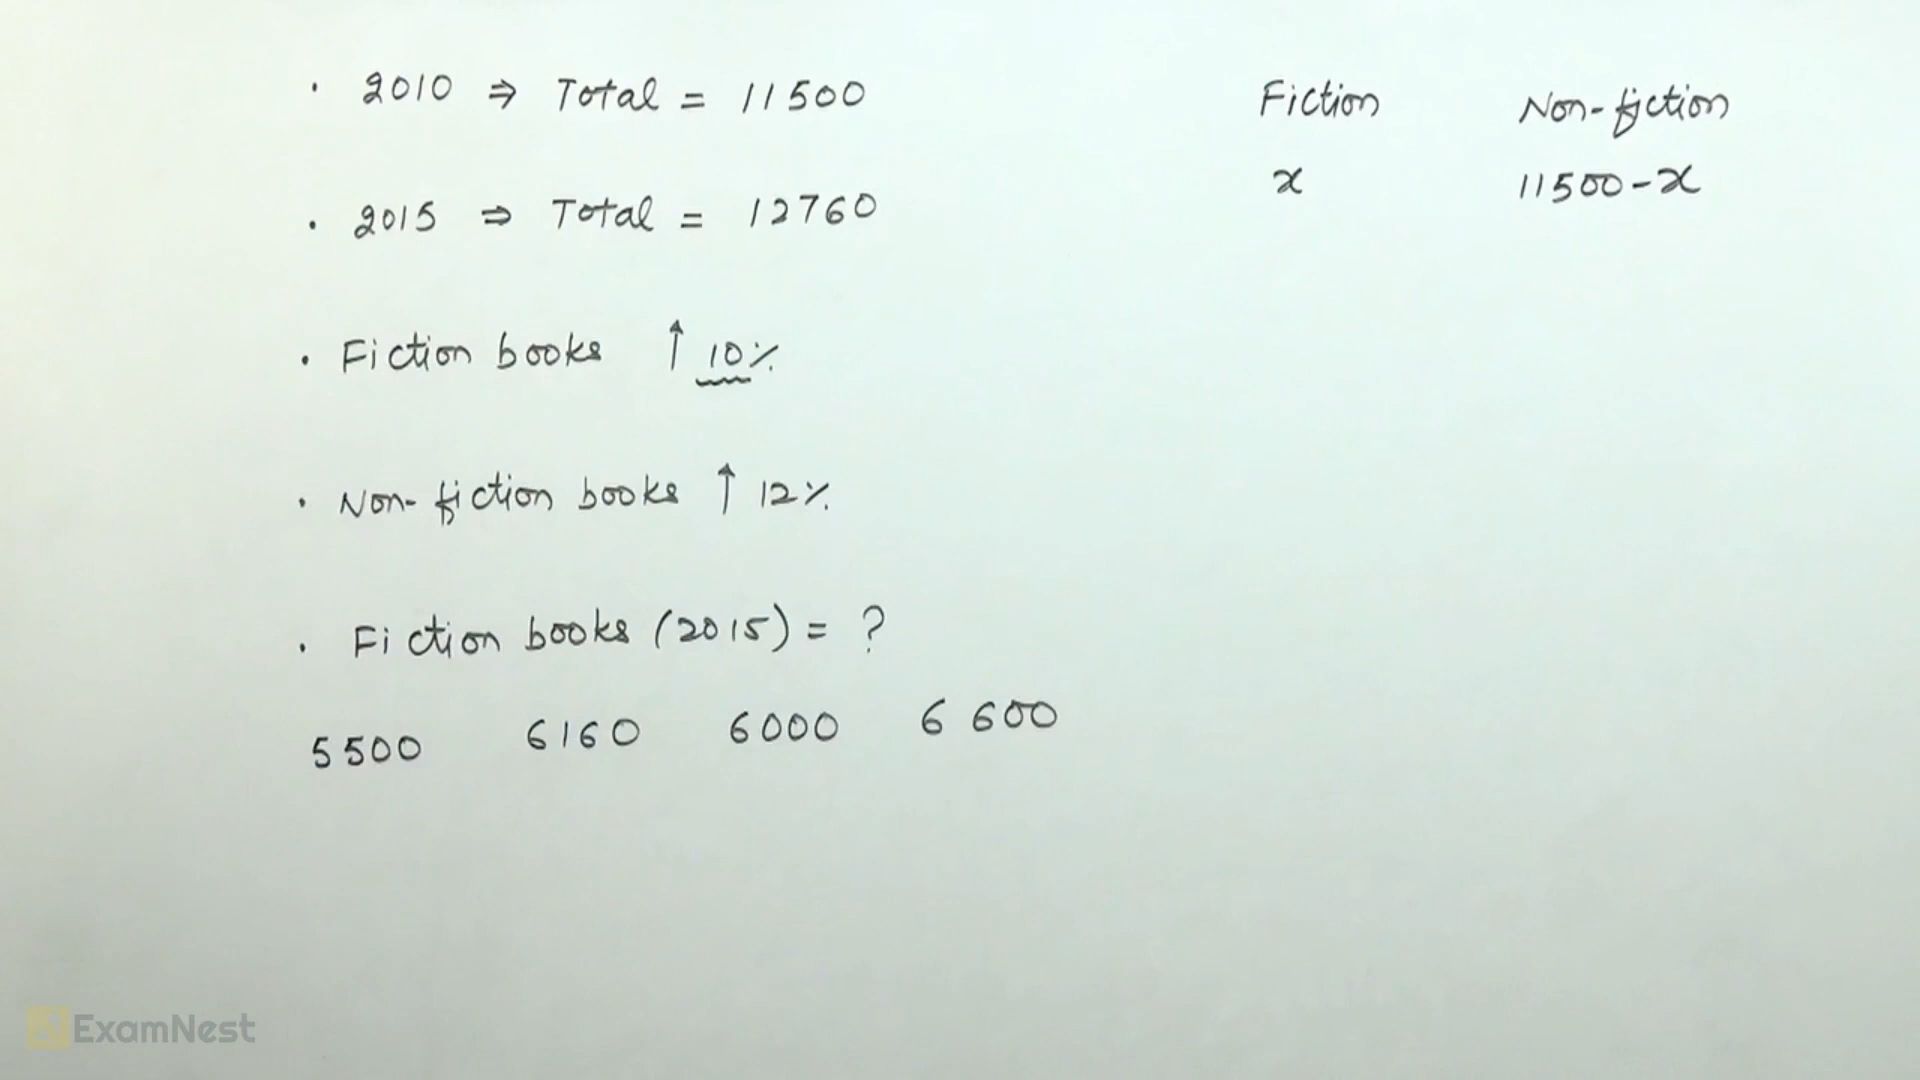 · 2010 ⇒ Total = 11500
· 2015 ⇒ Total = 12760
· Fiction books ↑ 10%
· Non-fiction books ↑ 12%
· Fiction books (2015) = ?
5500 6160 6000 6600
Fiction Non-fiction
x 11500-x
ExamNest